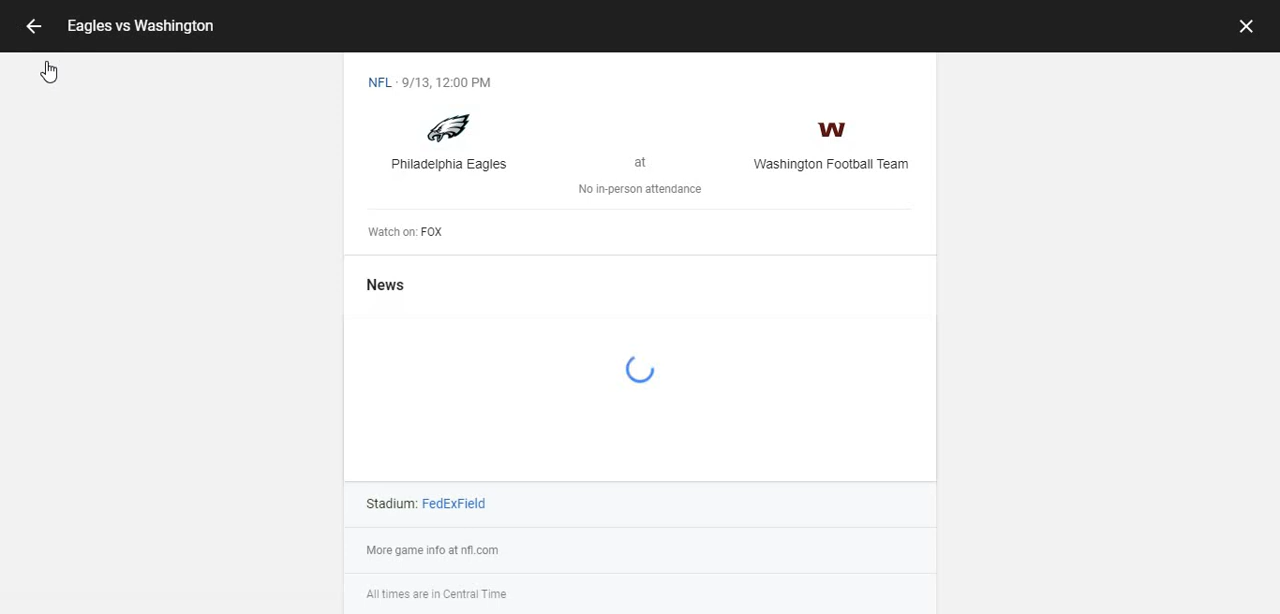 Eagles vs Washington
NFL · 9/13, 12:00 PM
W
Philadelphia Eagles
at
Washington Football Team
No in-person attendance
Watch on: FOX
News
Stadium: FedExField
More game info at nfl.com
All times are in Central Time